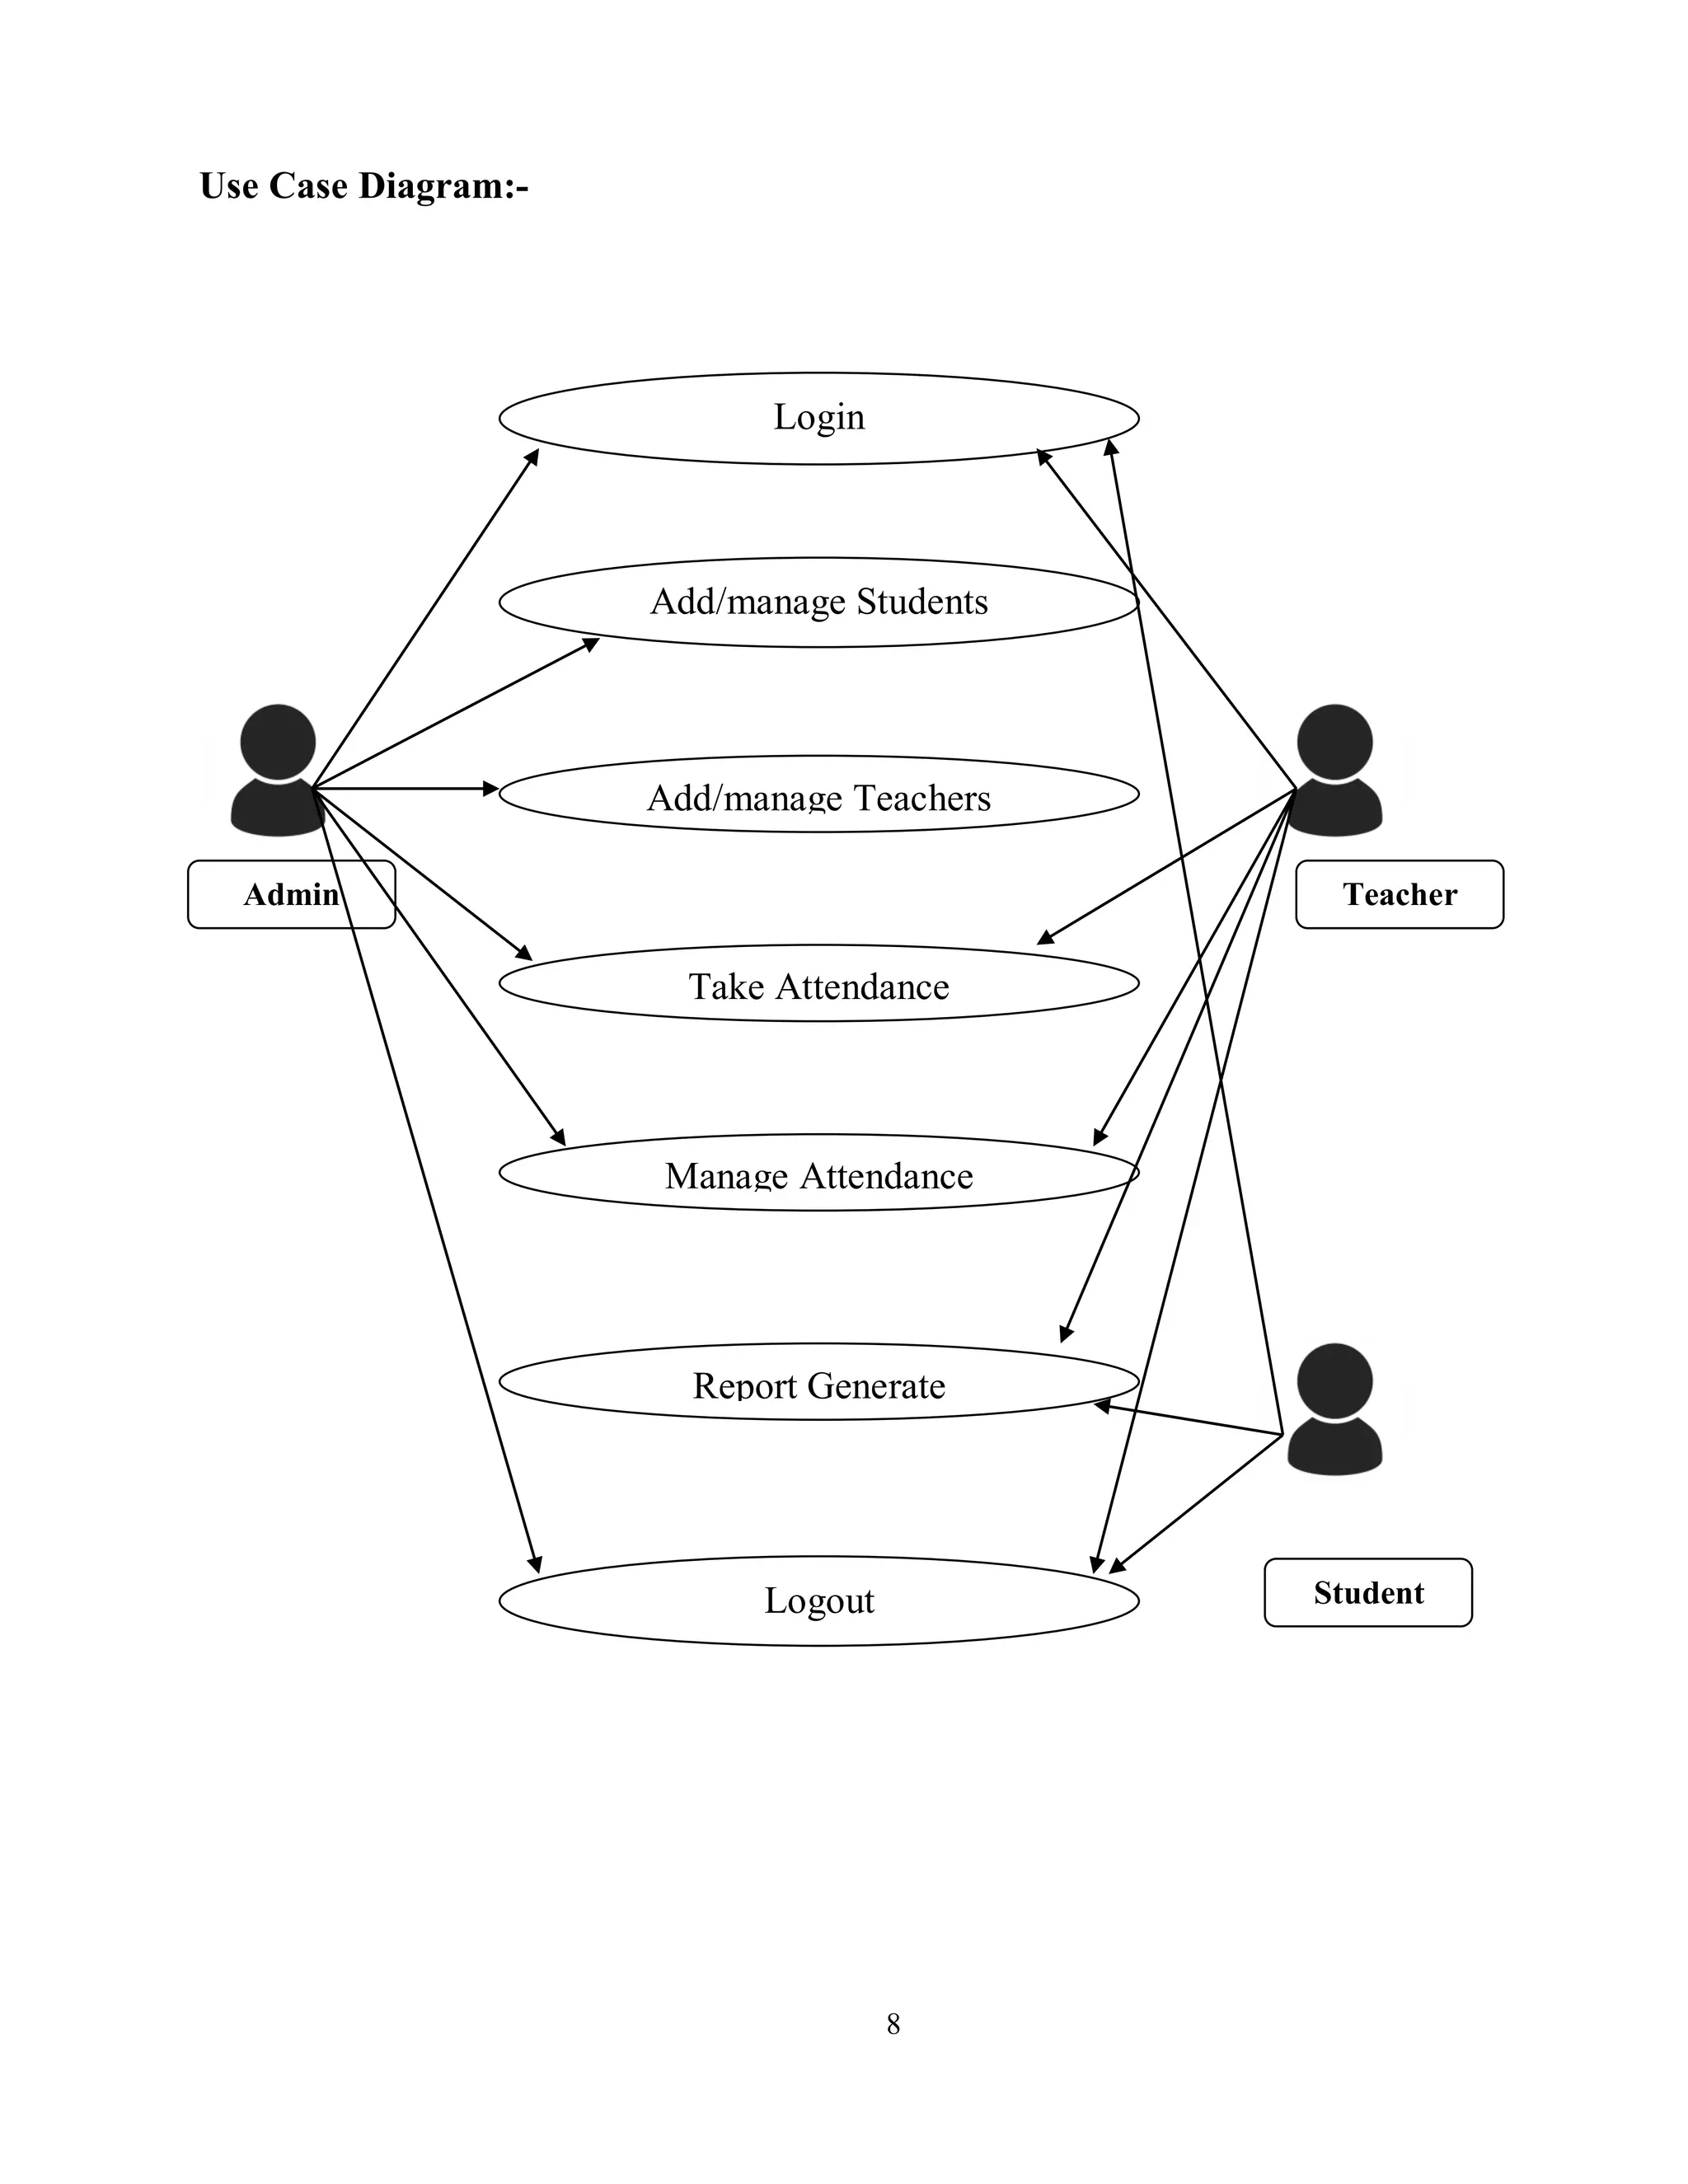 Use Case Diagram:-
Login
Add/manage Students
Add/manage Teachers
Admin
Teacher
Take Attendance
Manage Attendance
Report Generate
Logout
Student
8